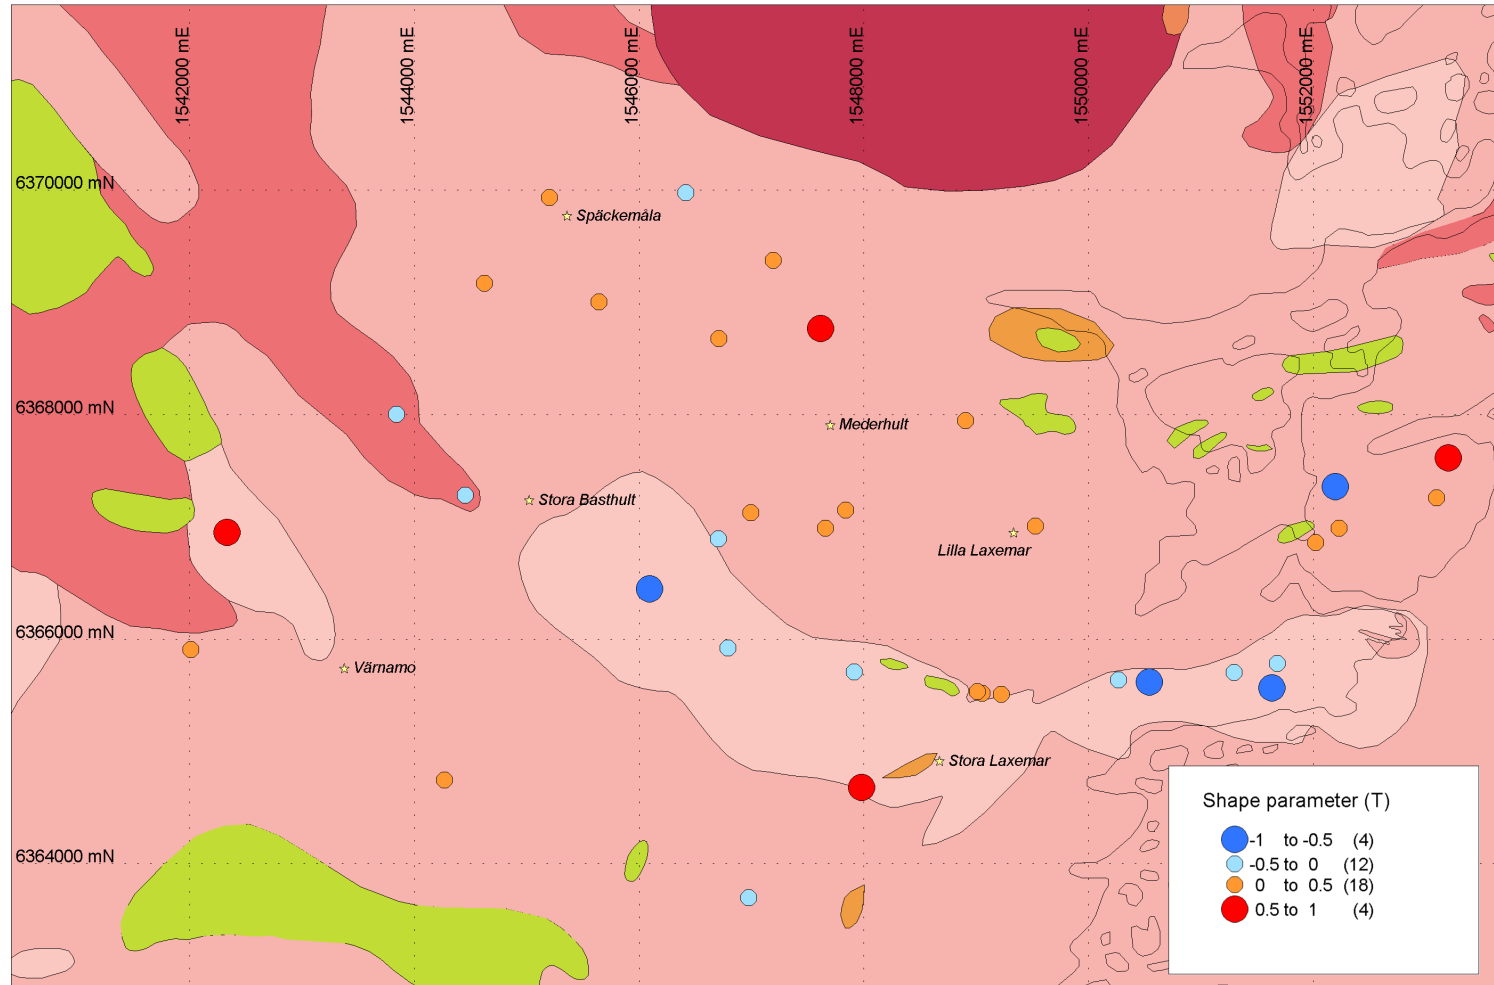 1542000 mE
1544000 mE
1546000 mE
1548000 mE
1550000 mE
1552000 mE
6370000 mN
Späckemåla
6368000 mN
Mederhult
Stora Basthult
Lilla Laxemar
6366000 mN
Värnamo
Stora Laxemar
6364000 mN
Shape parameter (T)
-1 to -0.5 (4)
-0.5 to 0 (12)
0 to 0.5 (18)
0.5 to 1 (4)